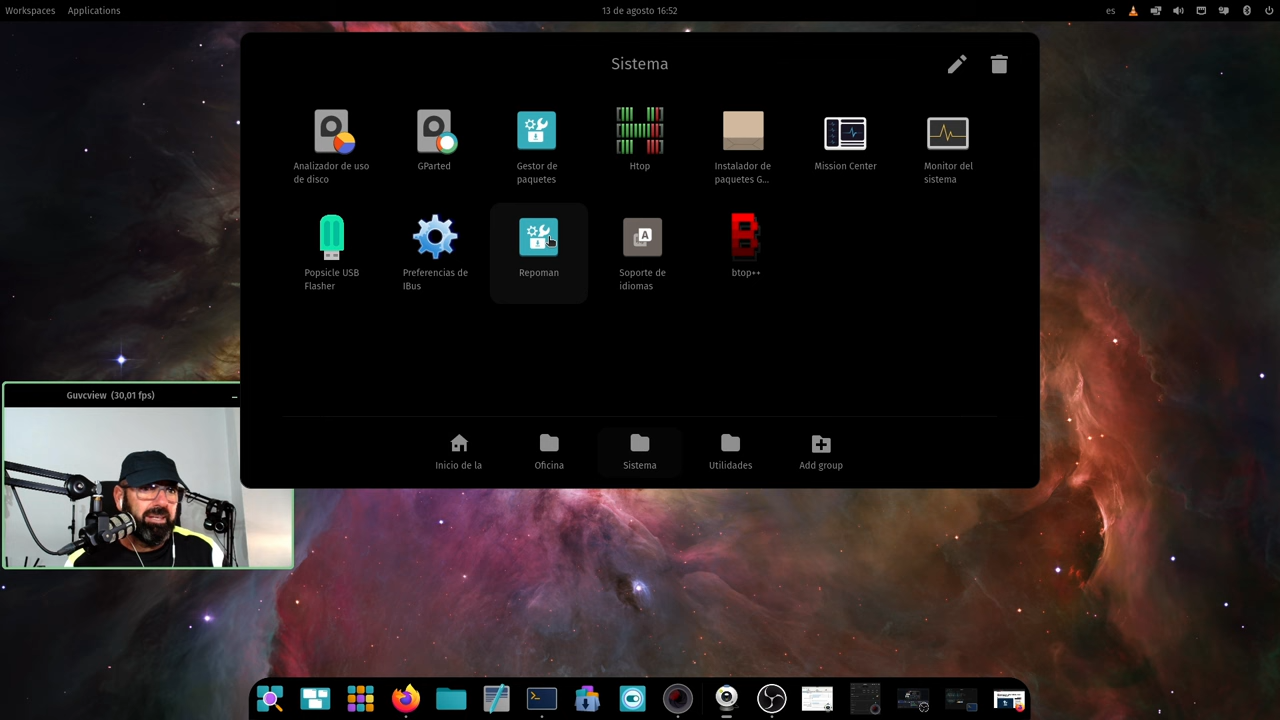 Workspaces Applications 13 de agosto 16:52 es
Sistema
Analizador de uso
de disco
GParted
Gestor de
paquetes
Htop
Instalador de
paquetes G...
Mission Center
Monitor del
sistema
Popsicle USB
Flasher
Preferencias de
IBus
Repoman
Soporte de
idiomas
btop++
Guvcview (30,01 fps)
Inicio de la
Oficina
Sistema
Utilidades
Add group